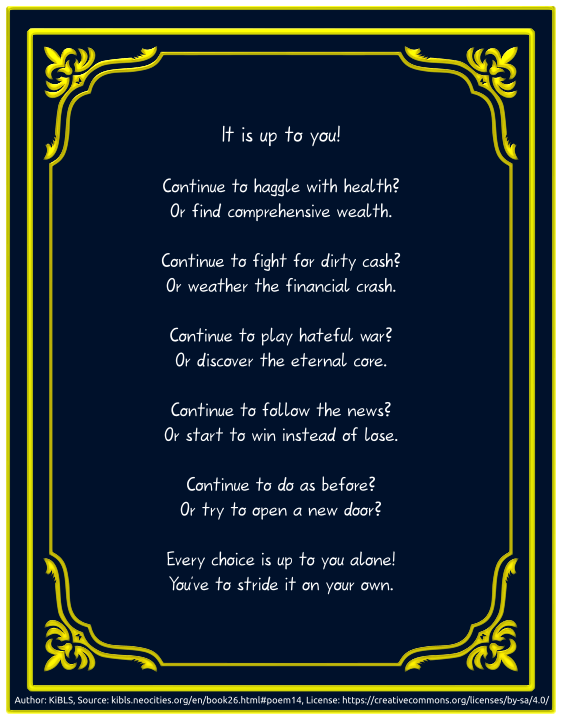 It is up to you!
Continue to haggle with health?
Or find comprehensive wealth.
Continue to fight for dirty cash?
Or weather the financial crash.
Continue to play hateful war?
Or discover the eternal core.
Continue to follow the news?
Or start to win instead of lose.
Continue to do as before?
Or try to open a new door?
Every choice is up to you alone!
You've to stride it on your own.
Author: KiBLS, Source: kibls.neocities.org/en/book26.html#poem14, License: https://creativecommons.org/licenses/by-sa/4.0/